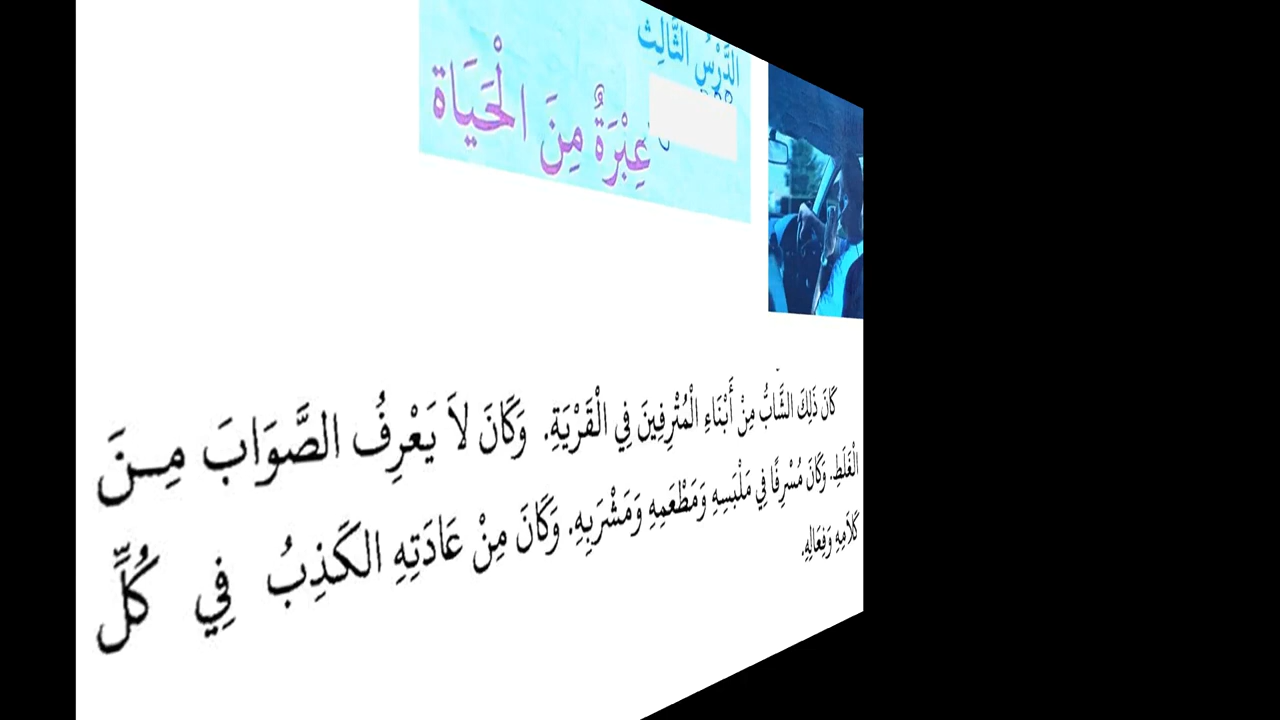 الدَّرْسُ الثَّالِث
عِبْرَةٌ مِنَ الْحَيَاة
كَانَ ذَلِكَ الشَّابُّ مِنْ أَبْنَاءِ الْمُتْرِفِينَ فِي الْقَرْيَةِ. وَكَانَ لاَ يَعْرِفُ الصَّوَابَ مِنَ
الْغَلَطِ. وَكَانَ مُسْرِفًا فِي مَلْبَسِهِ وَمَطْعَمِهِ وَمَشْرَبِهِ. وَكَانَ مِنْ عَادَتِهِ الكَذِبُ فِي كُلِّ
كَلاَمِهِ وَفِعَالِهِ.